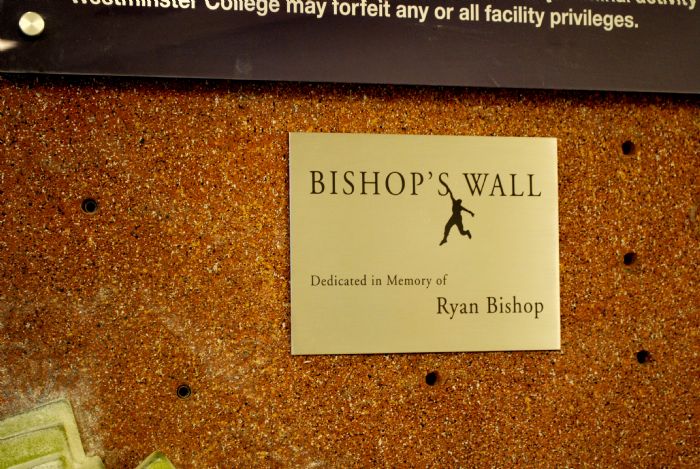 Westminster College may forfeit any or all facility privileges.
BISHOP'S WALL
Dedicated in Memory of
Ryan Bishop